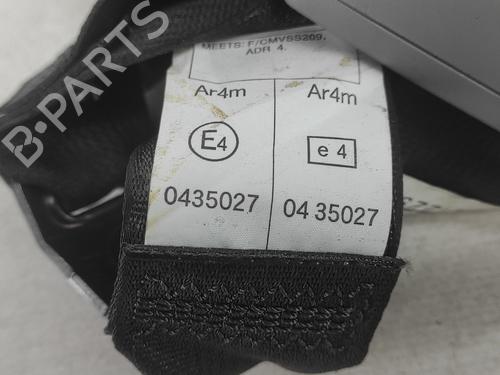 MEETS: F/CMVSS209,
ADR 4.
Ar4m Ar4m
E4 e 4
0435027 04 35027
B-PARTS